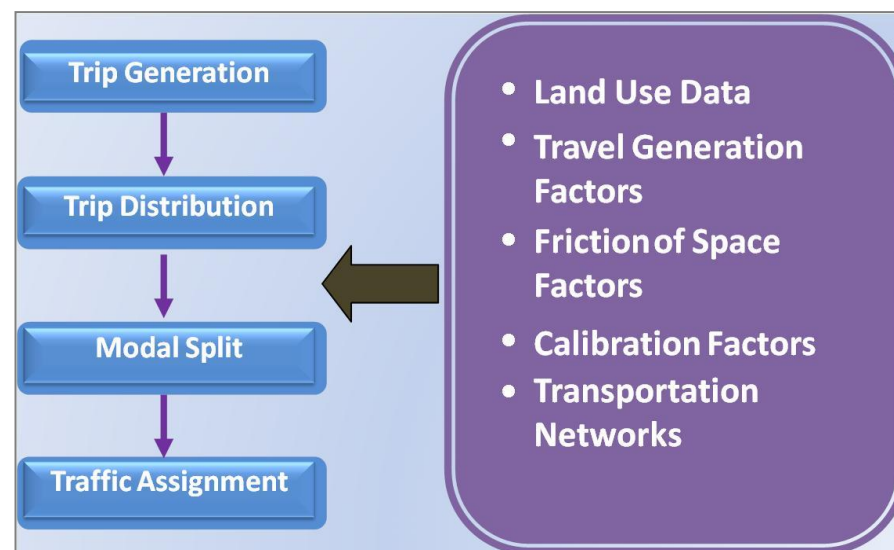 Trip Generation
Trip Distribution
Modal Split
Traffic Assignment
• Land Use Data
• Travel Generation
Factors
• Friction of Space
Factors
• Calibration Factors
• Transportation
Networks